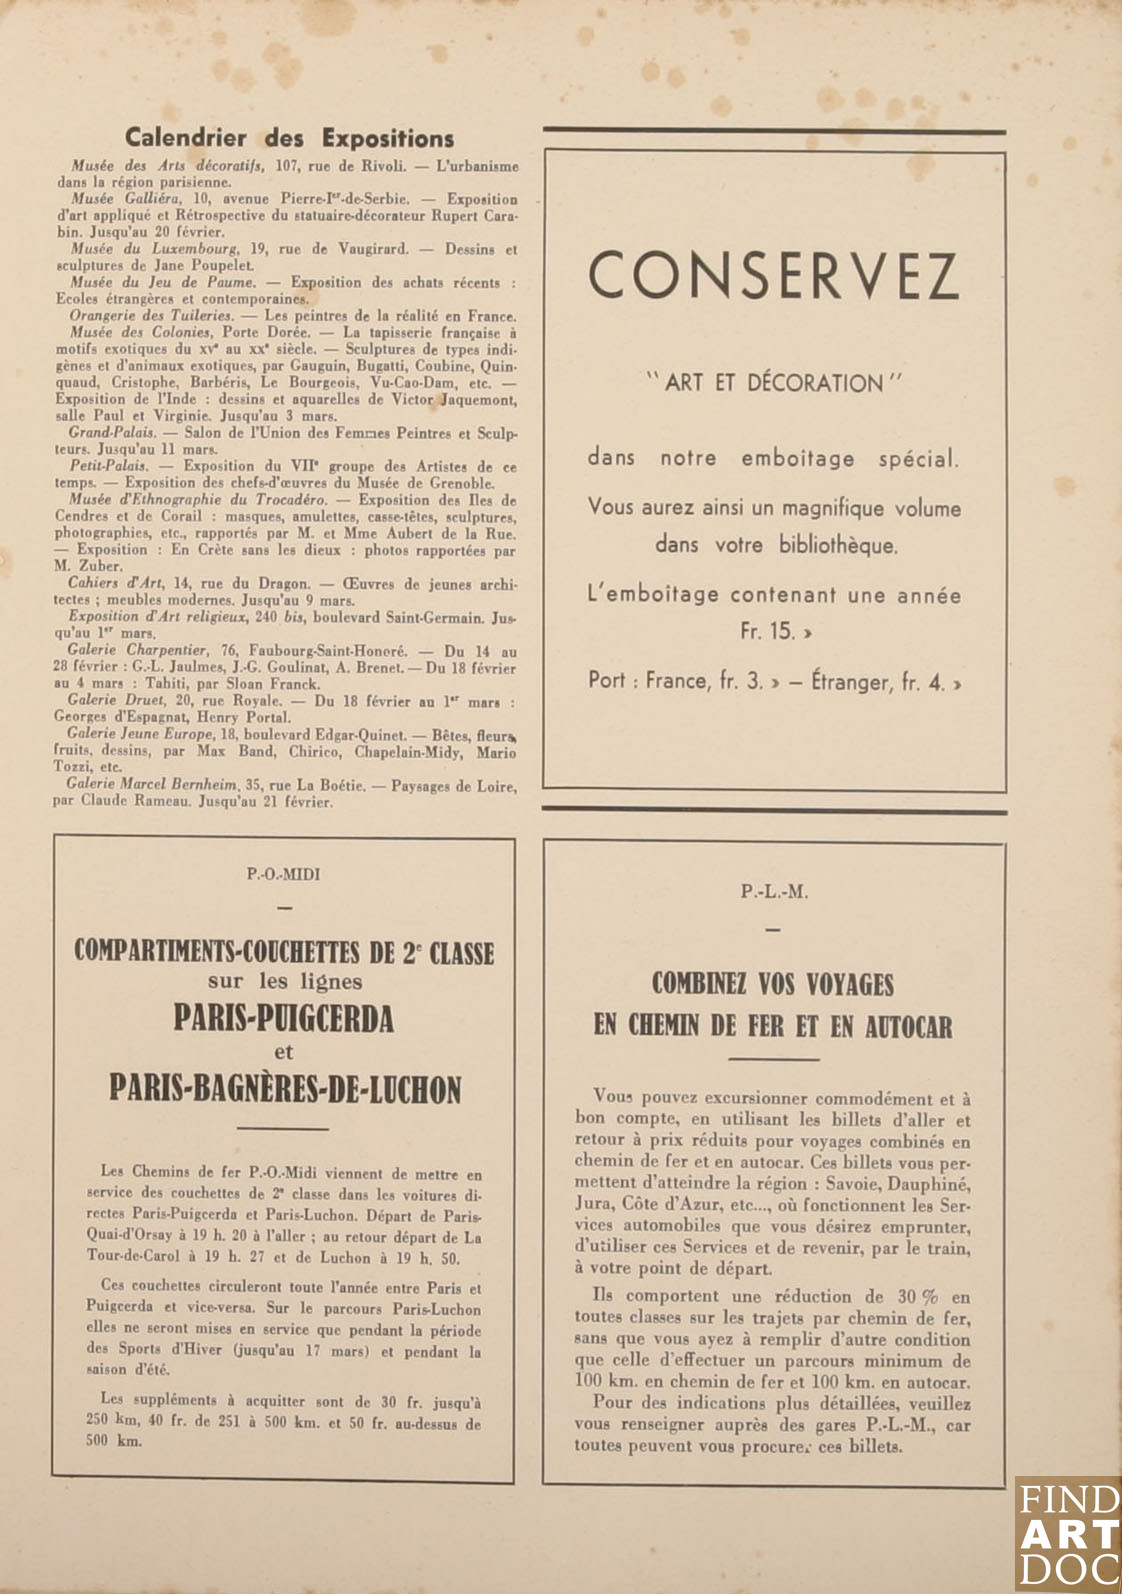 Calendrier des Expositions
Musée des Arts décoratifs, 107, rue de Rivoli. — L'urbanisme
dans la région parisienne.
Musée Galliéra, 10, avenue Pierre-Ier-de-Serbie. — Exposition
d'art appliqué et Rétrospective du statuaire-décorateur Rupert Cara-
bin. Jusqu'au 20 février.
Musée du Luxembourg, 19, rue de Vaugirard. — Dessins et
sculptures de Jane Poupelet.
Musée du Jeu de Paume. — Exposition des achats récents :
Ecoles étrangères et contemporaines.
Orangerie des Tuileries. — Les peintres de la réalité en France.
Musée des Colonies, Porte Dorée. — La tapisserie française à
motifs exotiques du XVe au XXe siècle. — Sculptures de types indi-
gènes et d'animaux exotiques, par Gauguin, Bugatti, Coubine, Quin-
quaud, Cristophe, Barbéris, Le Bourgeois, Vu-Cao-Dam, etc. —
Exposition de l'Inde : dessins et aquarelles de Victor Jaquemont,
salle Paul et Virginie. Jusqu'au 3 mars.
Grand-Palais. — Salon de l'Union des Femmes Peintres et Sculp-
teurs. Jusqu'au 11 mars.
Petit-Palais. — Exposition du VIIe groupe des Artistes de ce
temps. — Exposition des chefs-d'œuvres du Musée de Grenoble.
Musée d'Ethnographie du Trocadéro. — Exposition des Iles de
Cendres et de Corail : masques, amulettes, casse-têtes, sculptures,
photographies, etc., rapportés par M. et Mme Aubert de la Rue.
— Exposition : En Crète sans les dieux : photos rapportées par
M. Zuber.
Cahiers d'Art, 14, rue du Dragon. — Œuvres de jeunes archi-
tectes ; meubles modernes. Jusqu'au 9 mars.
Exposition d'Art religieux, 240 bis, boulevard Saint-Germain. Jus-
qu'au 1er mars.
Galerie Charpentier, 76, Faubourg-Saint-Honoré. — Du 14 au
28 février : G.-L. Jaulmes, J.-G. Goulinat, A. Brenet. — Du 18 février
au 4 mars : Tahiti, par Sloan Franck.
Galerie Druet, 20, rue Royale. — Du 18 février au 1er mars :
Georges d'Espagnat, Henry Portal.
Galerie Jeune Europe, 18, boulevard Edgar-Quinet. — Bêtes, fleurs,
fruits, dessins, par Max Band, Chirico, Chapelain-Midy, Mario
Tozzi, etc.
Galerie Marcel Bernheim, 35, rue La Boétie. — Paysages de Loire,
par Claude Rameau. Jusqu'au 21 février.
CONSERVEZ
"ART ET DÉCORATION"
dans notre emboîtage spécial.
Vous aurez ainsi un magnifique volume
dans votre bibliothèque.
L'emboîtage contenant une année
Fr. 15. »
Port : France, fr. 3. » – Étranger, fr. 4. »
P.-O.-MIDI
—
COMPARTIMENTS-COUCHETTES DE 2e CLASSE
sur les lignes
PARIS-PUIGCERDA
et
PARIS-BAGNÈRES-DE-LUCHON
Les Chemins de fer P.-O.-Midi viennent de mettre en
service des couchettes de 2e classe dans les voitures di-
rectes Paris-Puigcerda et Paris-Luchon. Départ de Paris-
Quai-d'Orsay à 19 h. 20 à l'aller ; au retour départ de La
Tour-de-Carol à 19 h. 27 et de Luchon à 19 h. 50.
Ces couchettes circuleront toute l'année entre Paris et
Puigcerda et vice-versa. Sur le parcours Paris-Luchon
elles ne seront mises en service que pendant la période
des Sports d'Hiver (jusqu'au 17 mars) et pendant la
saison d'été.
Les suppléments à acquitter sont de 30 fr. jusqu'à
250 km, 40 fr. de 251 à 500 km. et 50 fr. au-dessus de
500 km.
P.-L.-M.
—
COMBINEZ VOS VOYAGES
EN CHEMIN DE FER ET EN AUTOCAR
Vous pouvez excursionner commodément et à
bon compte, en utilisant les billets d'aller et
retour à prix réduits pour voyages combinés en
chemin de fer et en autocar. Ces billets vous per-
mettent d'atteindre la région : Savoie, Dauphiné,
Jura, Côte d'Azur, etc..., où fonctionnent les Ser-
vices automobiles que vous désirez emprunter,
d'utiliser ces Services et de revenir, par le train,
à votre point de départ.
Ils comportent une réduction de 30 % en
toutes classes sur les trajets par chemin de fer,
sans que vous ayez à remplir d'autre condition
que celle d'effectuer un parcours minimum de
100 km. en chemin de fer et 100 km. en autocar.
Pour des indications plus détaillées, veuillez
vous renseigner auprès des gares P.-L.-M., car
toutes peuvent vous procurer ces billets.
FIND
ART
DOC